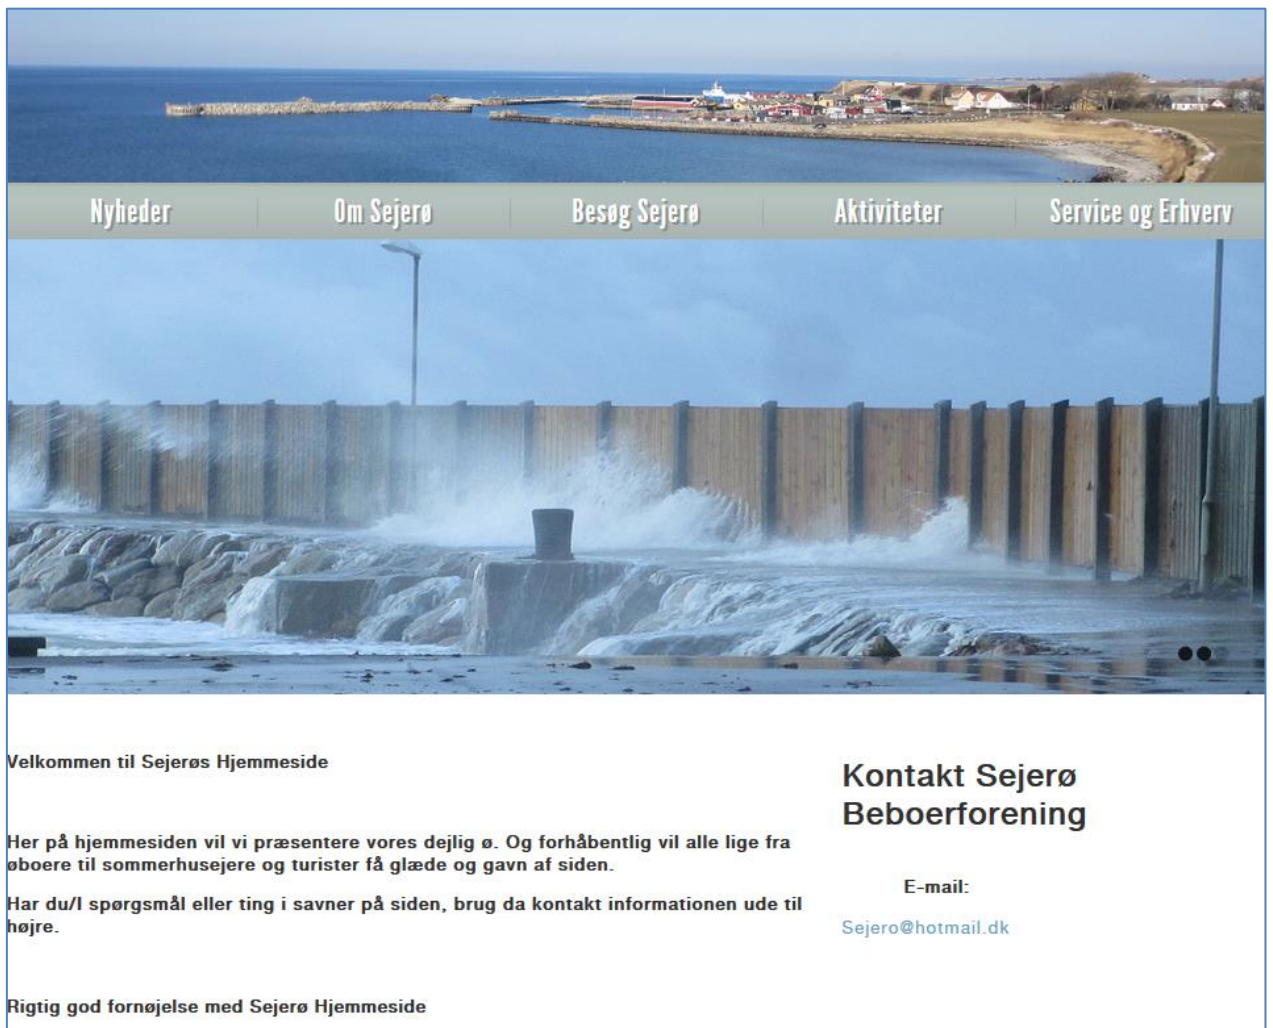 Nyheder
Om Sejerø
Besøg Sejerø
Aktiviteter
Service og Erhverv
Velkommen til Sejerøs Hjemmeside
Her på hjemmesiden vil vi præsentere vores dejlig ø. Og forhåbentlig vil alle lige fra
øboere til sommerhusejere og turister få glæde og gavn af siden.
Har du/I spørgsmål eller ting i savner på siden, brug da kontakt informationen ude til
højre.
Rigtig god fornøjelse med Sejerø Hjemmeside
Kontakt Sejerø
Beboerforening
E-mail:
Sejero@hotmail.dk